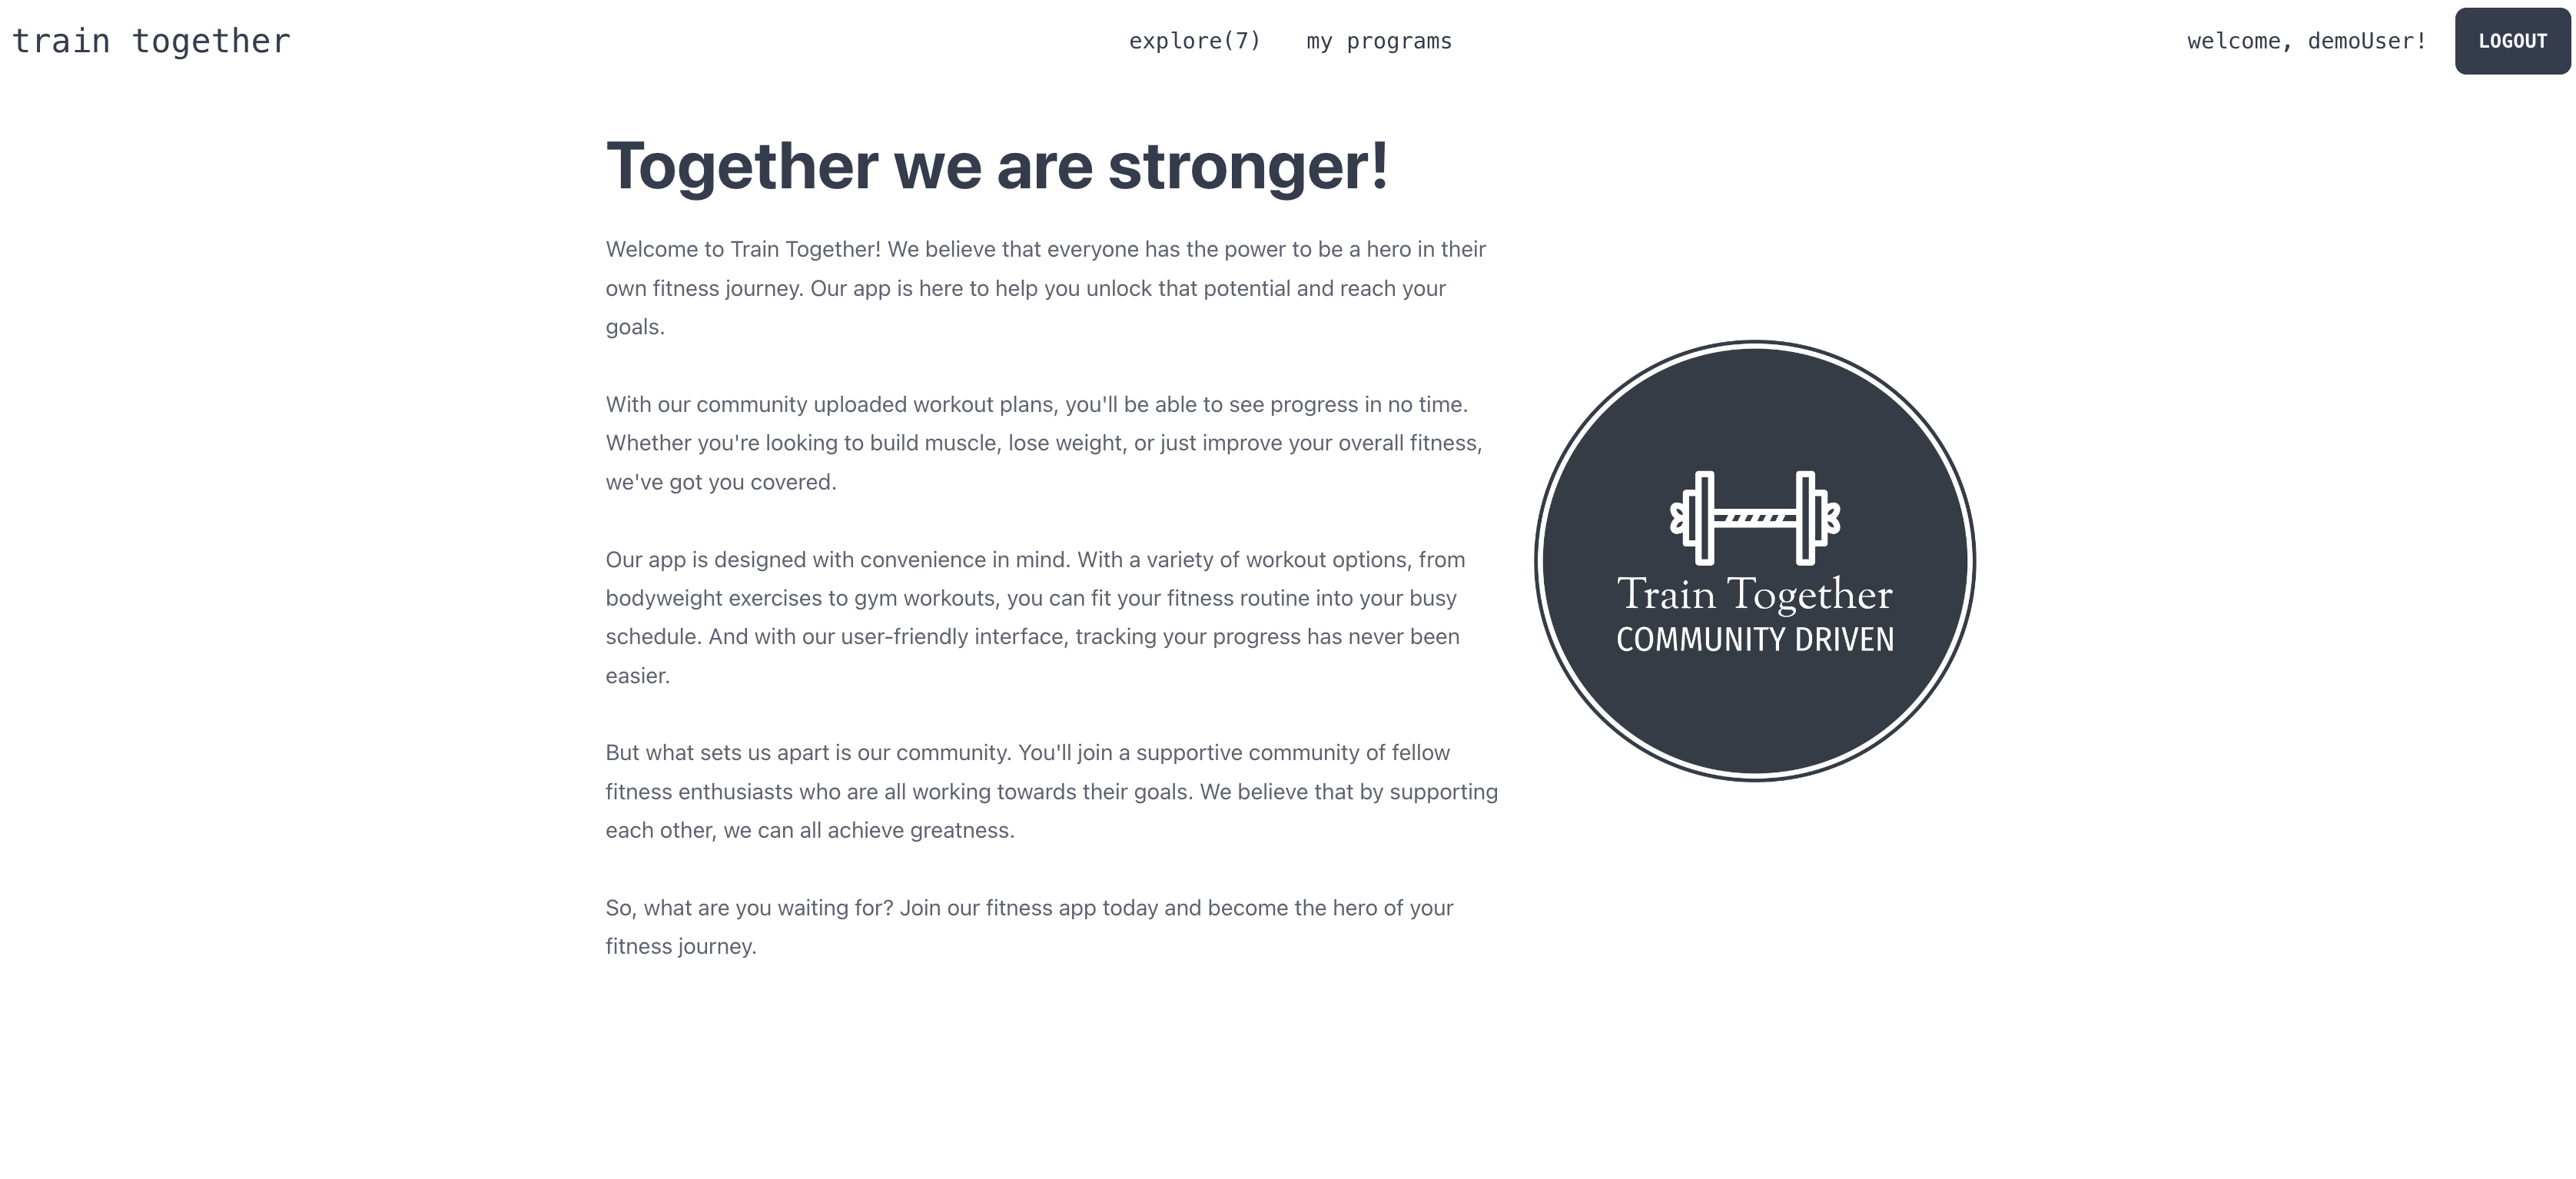 train together
explore(7)
my programs
welcome, demoUser!
LOGOUT
Together we are stronger!
Welcome to Train Together! We believe that everyone has the power to be a hero in their
own fitness journey. Our app is here to help you unlock that potential and reach your
goals.
With our community uploaded workout plans, you'll be able to see progress in no time.
Whether you're looking to build muscle, lose weight, or just improve your overall fitness,
we've got you covered.
Our app is designed with convenience in mind. With a variety of workout options, from
bodyweight exercises to gym workouts, you can fit your fitness routine into your busy
schedule. And with our user-friendly interface, tracking your progress has never been
easier.
But what sets us apart is our community. You'll join a supportive community of fellow
fitness enthusiasts who are all working towards their goals. We believe that by supporting
each other, we can all achieve greatness.
So, what are you waiting for? Join our fitness app today and become the hero of your
fitness journey.
Train Together
COMMUNITY DRIVEN